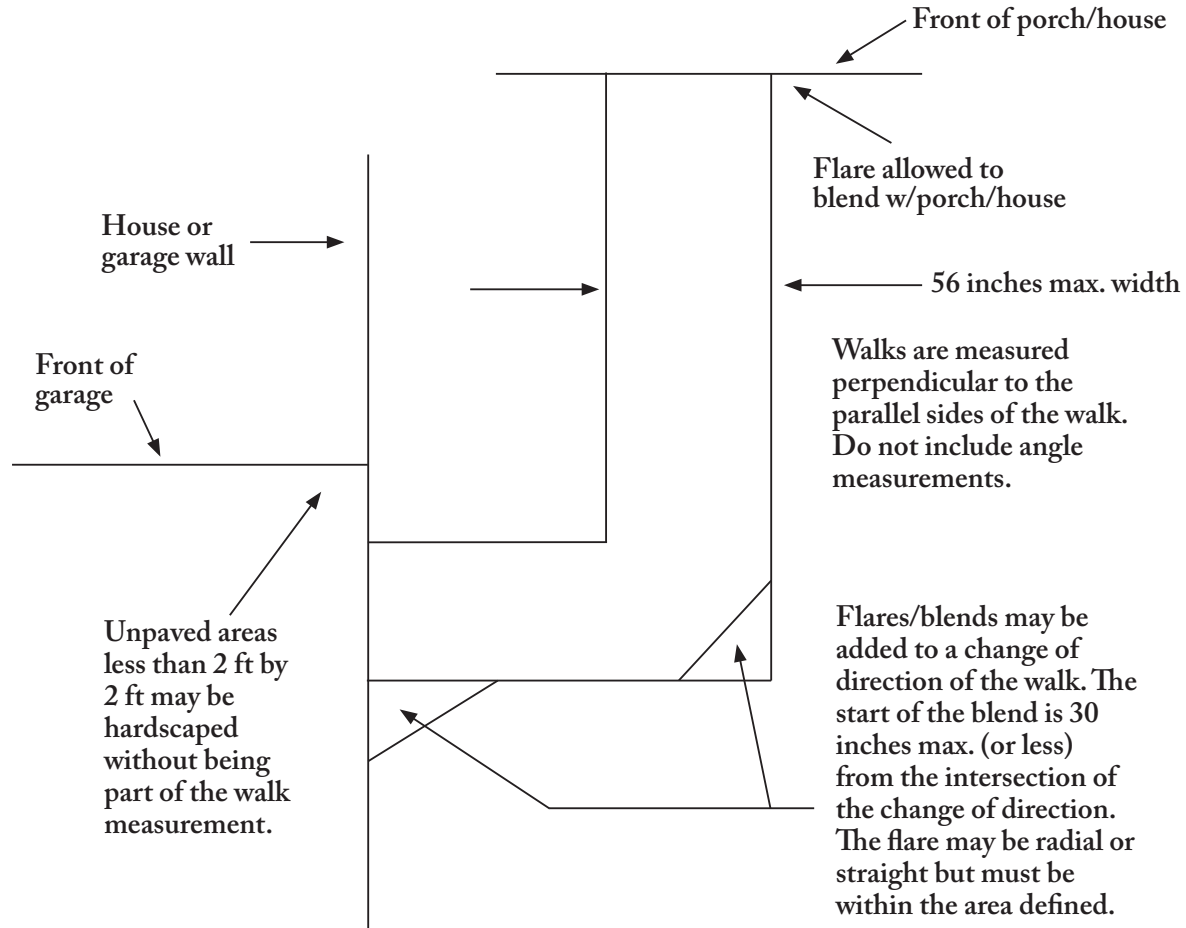 Front of porch/house
Flare allowed to
blend w/porch/house
House or
garage wall
56 inches max. width
Walks are measured
perpendicular to the
parallel sides of the walk.
Do not include angle
measurements.
Front of
garage
Unpaved areas
less than 2 ft by
2 ft may be
hardscaped
without being
part of the walk
measurement.
Flares/blends may be
added to a change of
direction of the walk. The
start of the blend is 30
inches max. (or less)
from the intersection of
the change of direction.
The flare may be radial or
straight but must be
within the area defined.